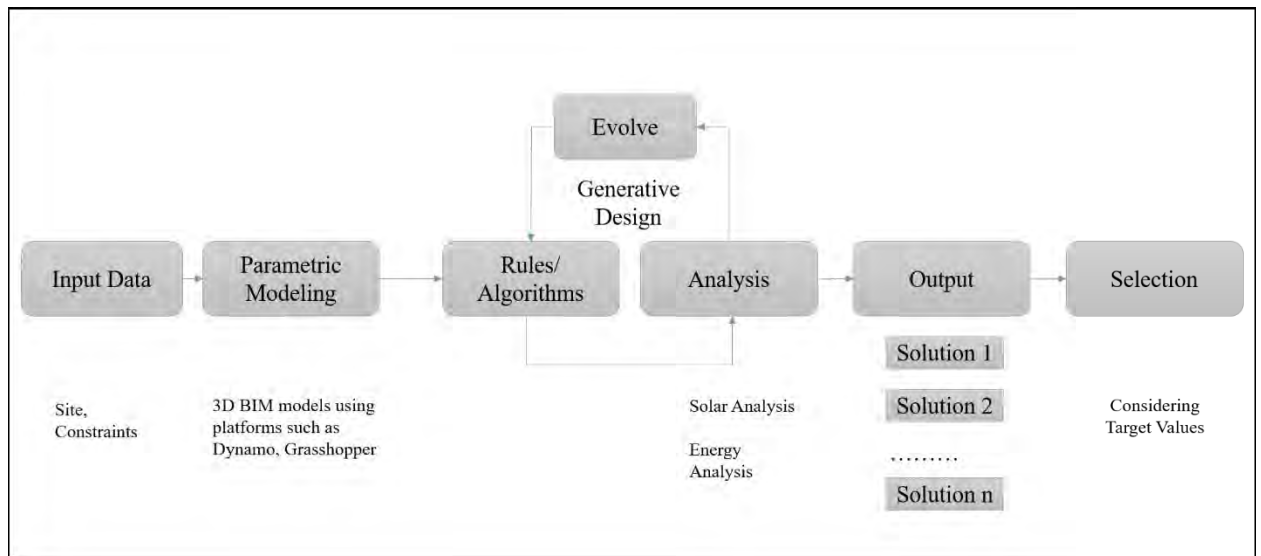 Evolve
Generative
Design
Input Data
Parametric
Modeling
Rules/
Algorithms
Analysis
Output
Selection
Site,
Constraints
3D BIM models using
platforms such as
Dynamo, Grasshopper
Solar Analysis
Energy
Analysis
Solution 1
Solution 2
.........
Solution n
Considering
Target Values